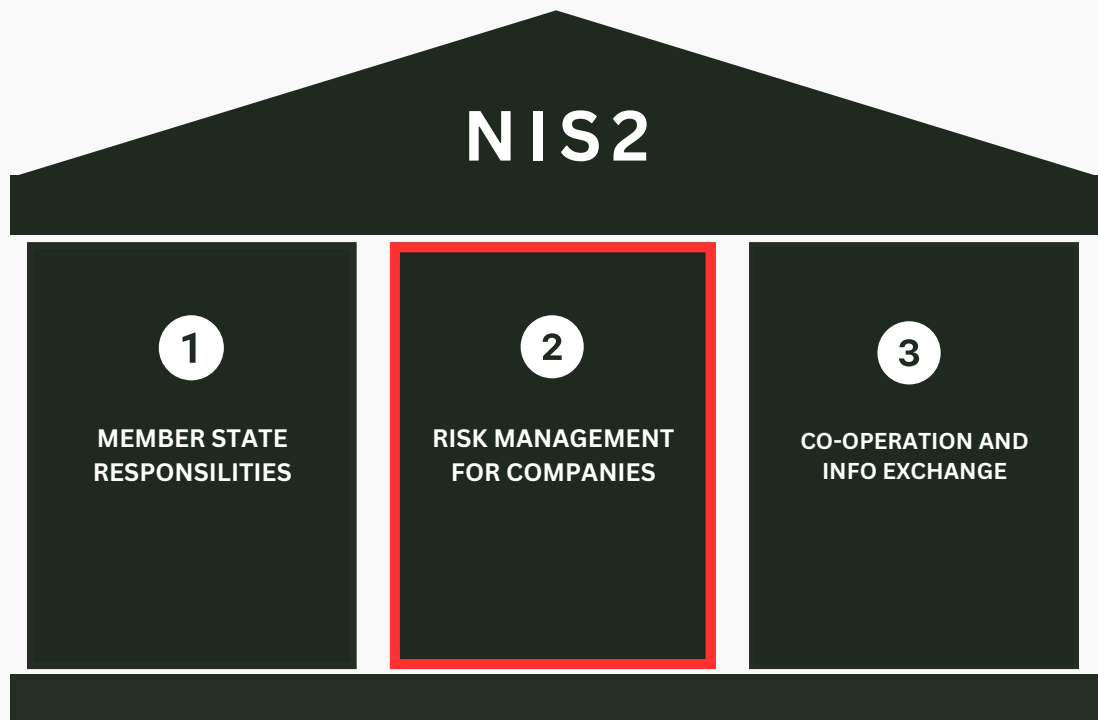 NIS2
1
MEMBER STATE
RESPONSILITIES
2
RISK MANAGEMENT
FOR COMPANIES
3
CO-OPERATION AND
INFO EXCHANGE